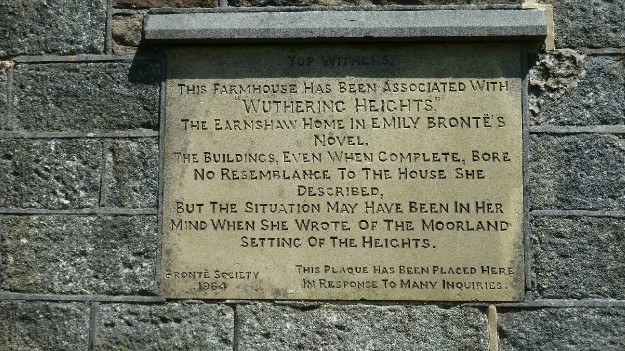 TOP WITHENS.
THIS FARMHOUSE HAS BEEN ASSOCIATED WITH
"WUTHERING HEIGHTS",
THE EARNSHAW HOME IN EMILY BRONTË'S
NOVEL.
THE BUILDINGS, EVEN WHEN COMPLETE, BORE
NO RESEMBLANCE TO THE HOUSE SHE
DESCRIBED,
BUT THE SITUATION MAY HAVE BEEN IN HER
MIND WHEN SHE WROTE OF THE MOORLAND
SETTING OF THE HEIGHTS.
BRONTË SOCIETY
1964
THIS PLAQUE HAS BEEN PLACED HERE
IN RESPONSE TO MANY INQUIRIES.